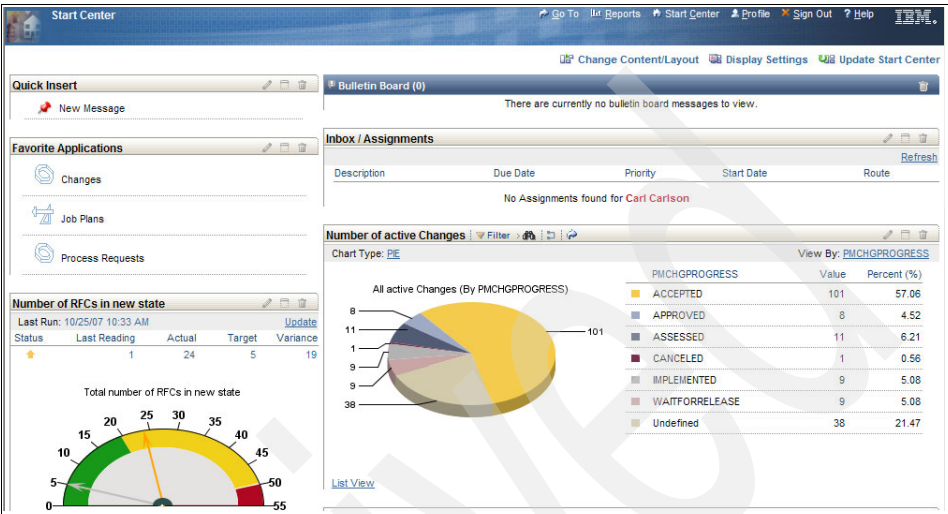 Start Center
Go To Reports Start Center Profile Sign Out ? Help IBM.
Change Content/Layout Display Settings Update Start Center
Quick Insert
New Message
Favorite Applications
Changes
Job Plans
Process Requests
Number of RFCs in new state
Last Run: 10/25/07 10:33 AM Update
Status Last Reading Actual Target Variance
1 24 5 19
Total number of RFCs in new state
0
5
10
15
20
25
30
35
40
45
50
55
Bulletin Board (0)
There are currently no bulletin board messages to view.
Inbox / Assignments
Refresh
Description Due Date Priority Start Date Route
No Assignments found for Carl Carlson
Number of active Changes Filter
Chart Type: PIE View By: PMCHGPROGRESS
All active Changes (By PMCHGPROGRESS)
8
11
1
9
9
38
101
PMCHGPROGRESS Value Percent (%)
ACCEPTED 101 57.06
APPROVED 8 4.52
ASSESSED 11 6.21
CANCELED 1 0.56
IMPLEMENTED 9 5.08
WAITFORRELEASE 9 5.08
Undefined 38 21.47
List View